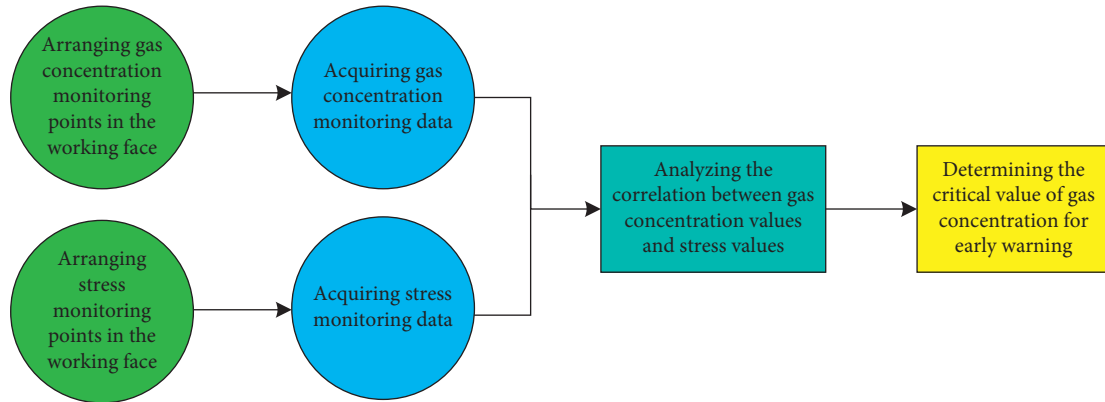 Arranging gas
concentration
monitoring
points in the
working face
Acquiring gas
concentration
monitoring data
Arranging
stress
monitoring
points in the
working face
Acquiring stress
monitoring data
Analyzing the
correlation between gas
concentration values
and stress values
Determining the
critical value of gas
concentration for
early warning